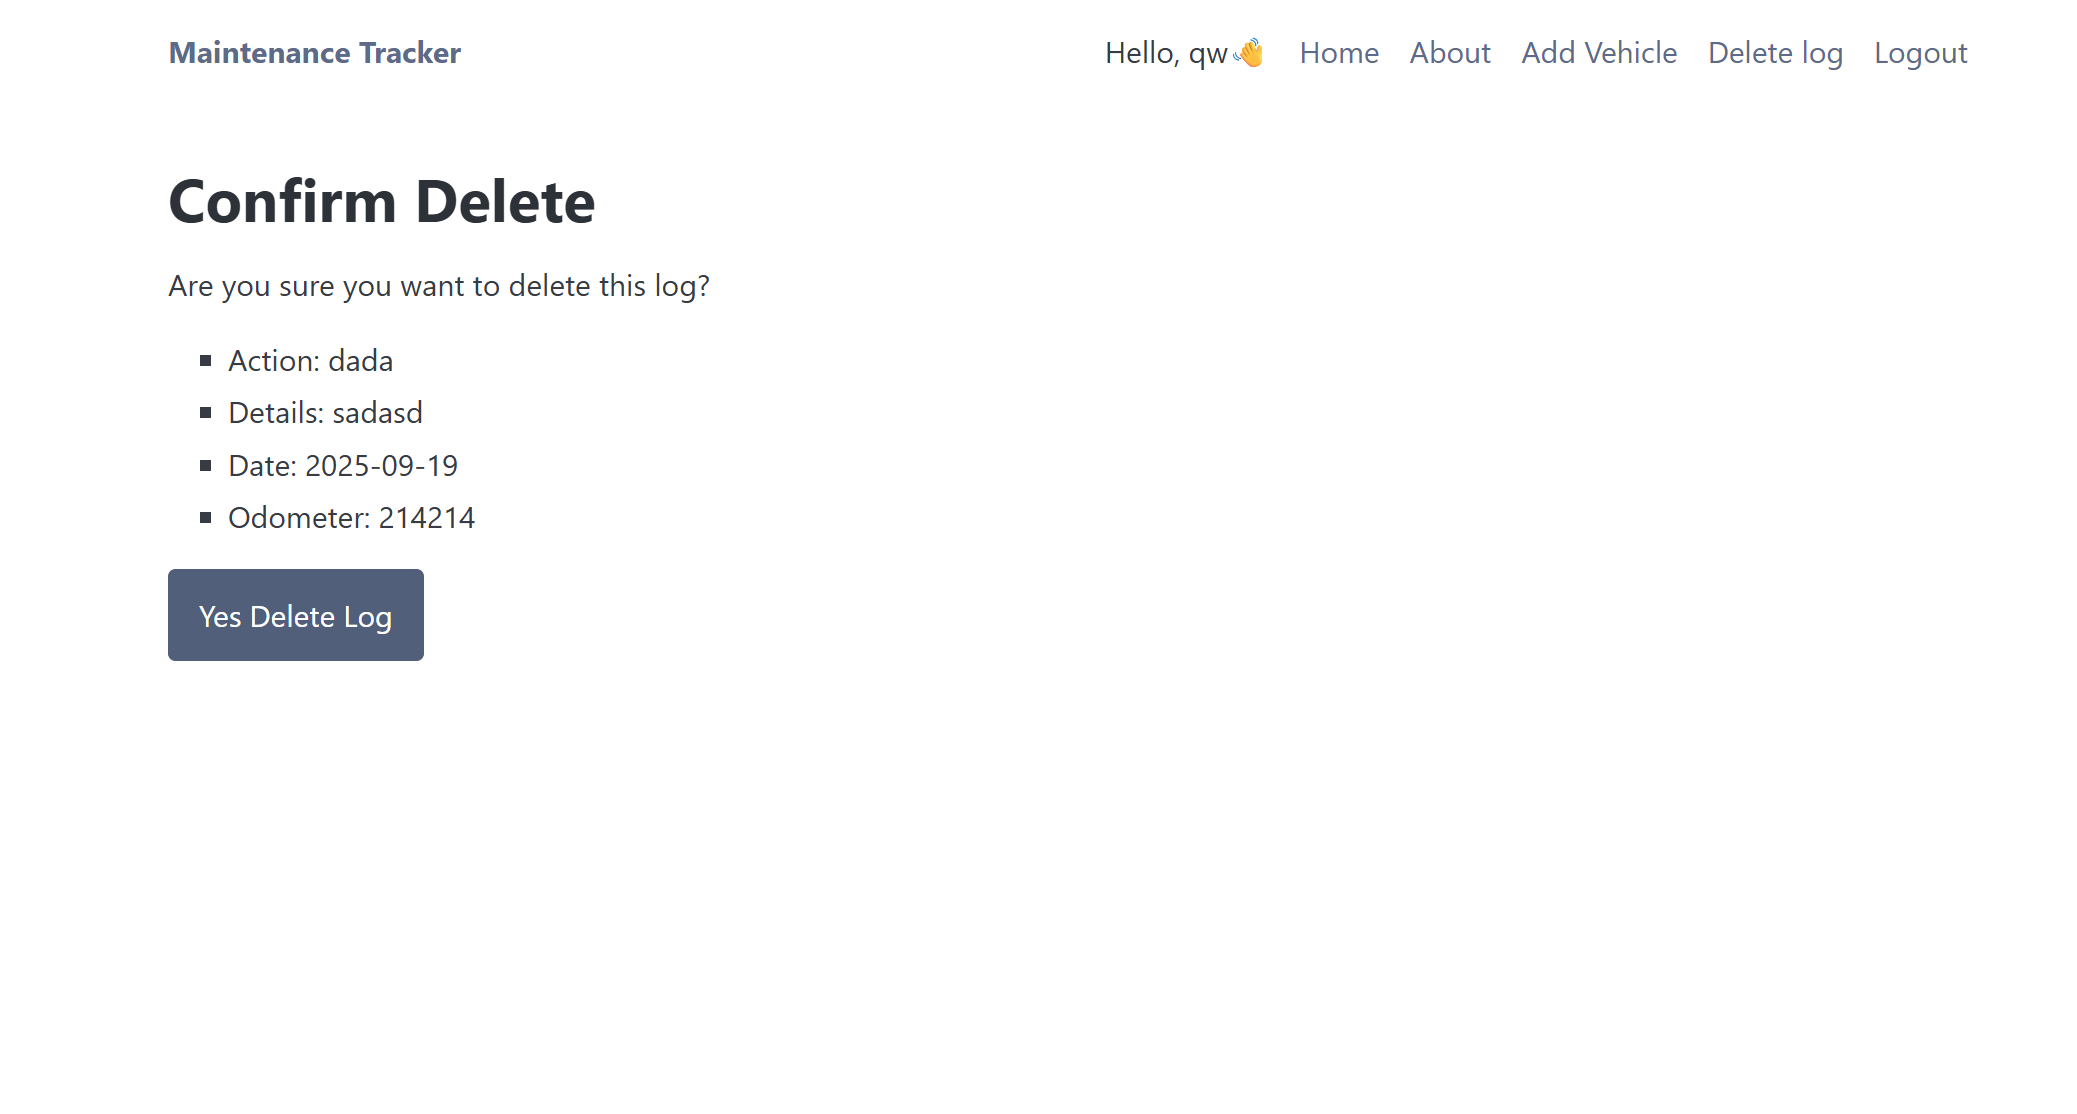 Maintenance Tracker
Hello, qw👋 Home About Add Vehicle Delete log Logout
Confirm Delete
Are you sure you want to delete this log?
Action: dada
Details: sadasd
Date: 2025-09-19
Odometer: 214214
Yes Delete Log